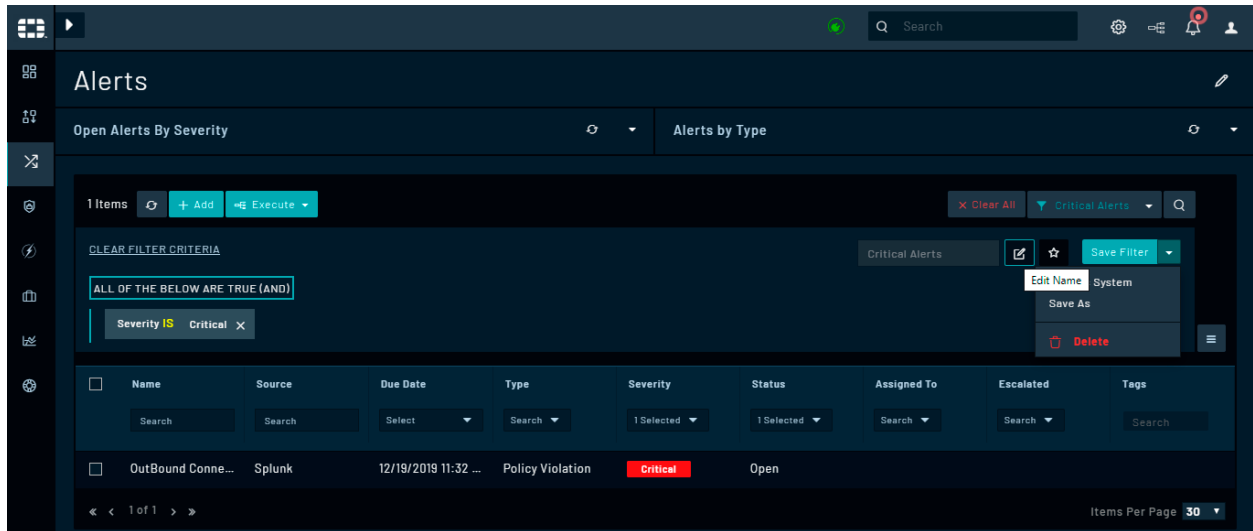 Search
Alerts
Open Alerts By Severity
Alerts by Type
1 Items
+ Add
Execute
× Clear All
Critical Alerts
CLEAR FILTER CRITERIA
Critical Alerts
Save Filter
Edit Name
System
ALL OF THE BELOW ARE TRUE (AND)
Save As
Severity IS Critical ×
Delete
Name Source Due Date Type Severity Status Assigned To Escalated Tags
Search Search Select Search 1 Selected 1 Selected Search Search Search
OutBound Conne... Splunk 12/19/2019 11:32 ... Policy Violation Critical Open
« < 1 of 1 > »
Items Per Page 30